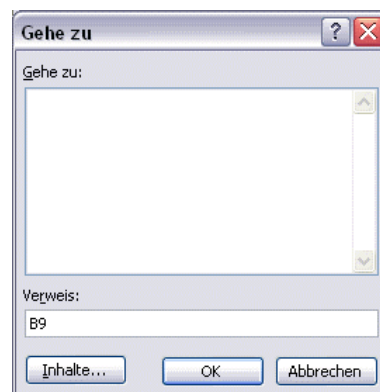 Gehe zu
Gehe zu:
Verweis:
B9
Inhalte... OK Abbrechen